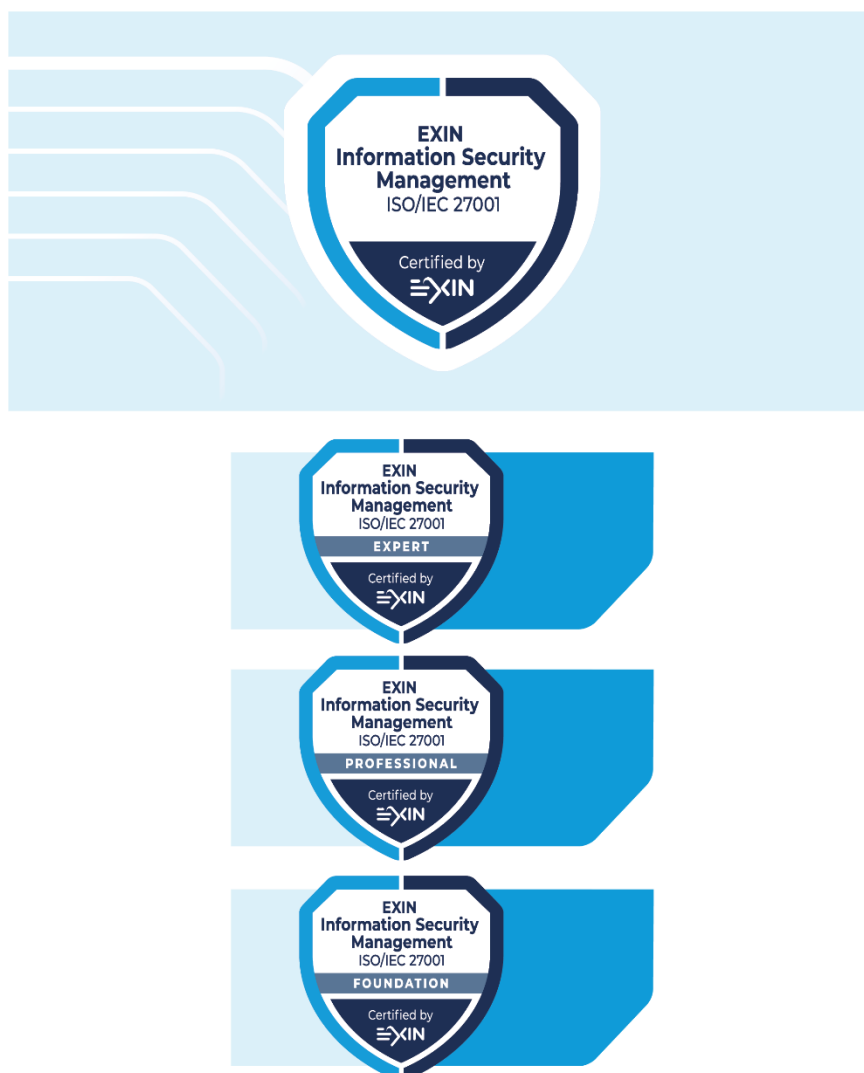 EXIN
Information Security
Management
ISO/IEC 27001
Certified by
EXIN
EXIN
Information Security
Management
ISO/IEC 27001
EXPERT
Certified by
EXIN
EXIN
Information Security
Management
ISO/IEC 27001
PROFESSIONAL
Certified by
EXIN
EXIN
Information Security
Management
ISO/IEC 27001
FOUNDATION
Certified by
EXIN